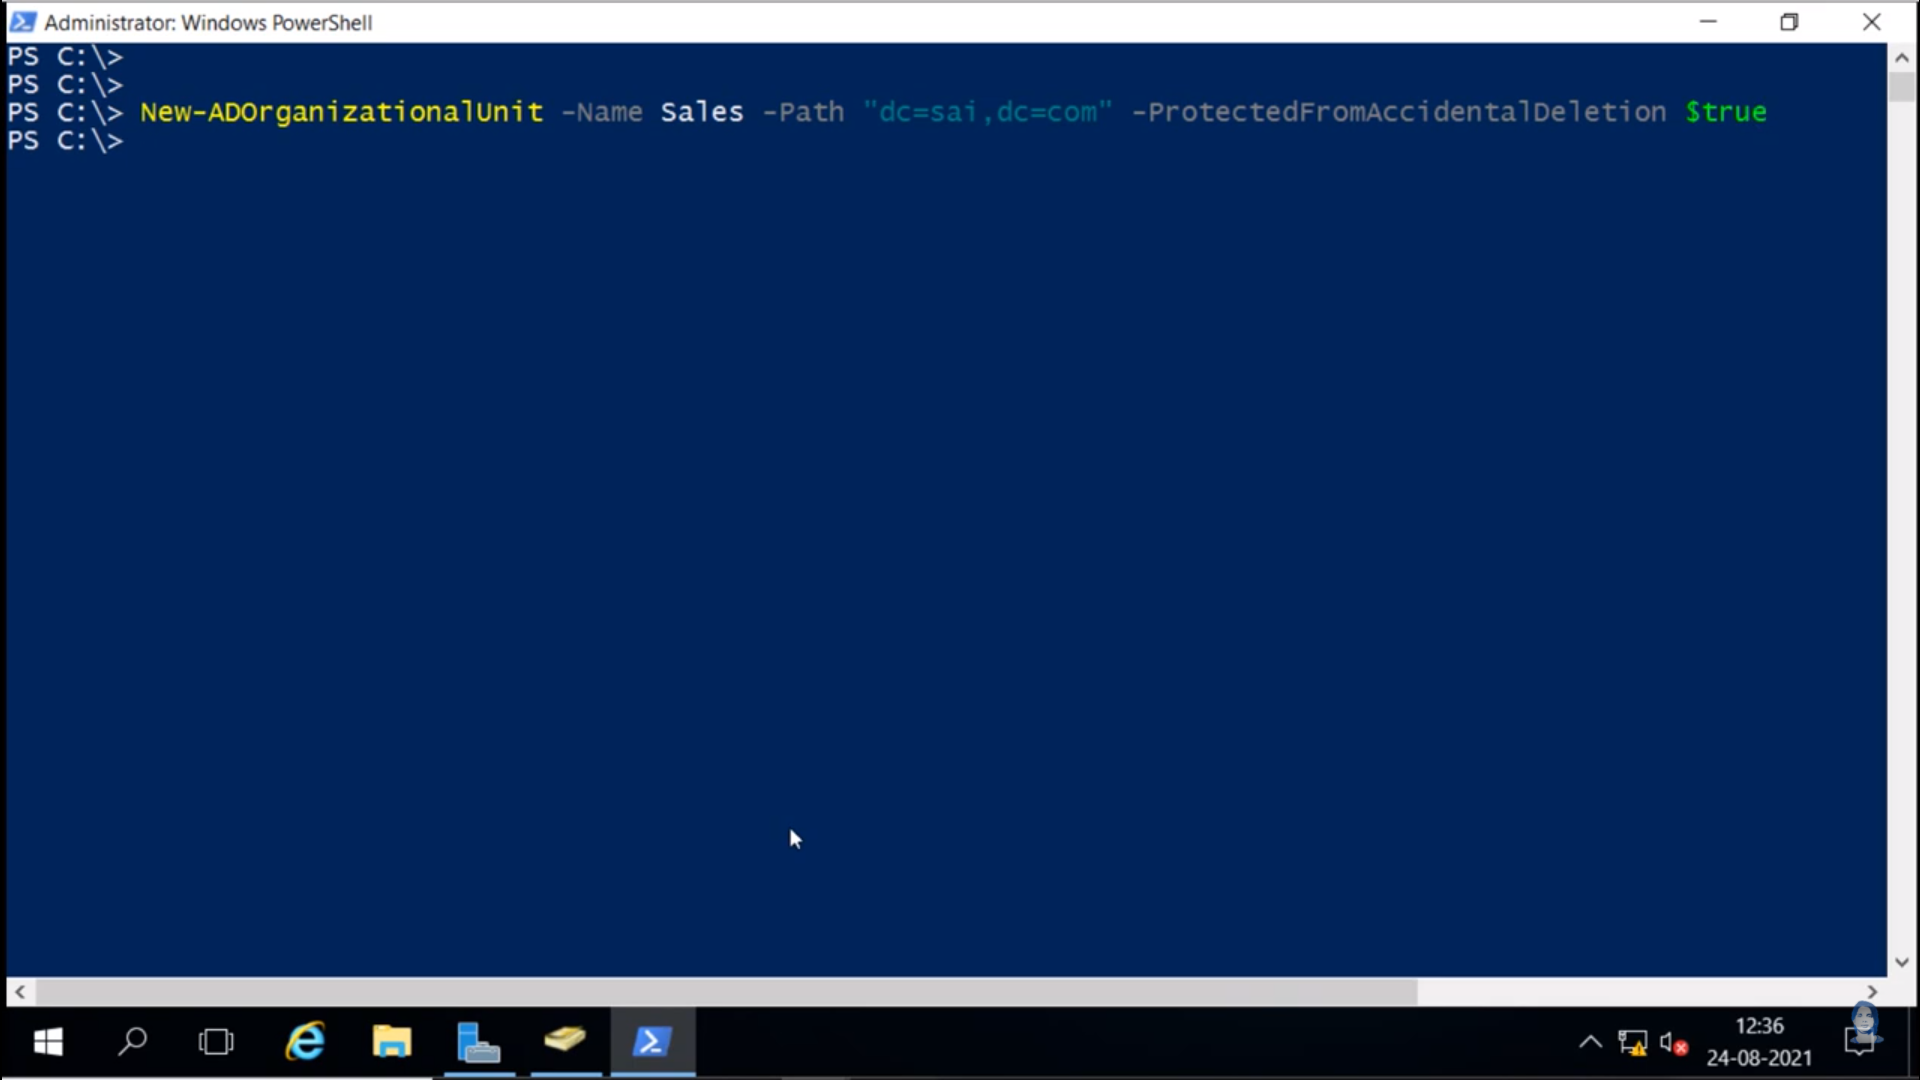 Administrator: Windows PowerShell
PS C:\>
PS C:\>
PS C:\> New-ADOrganizationalUnit -Name Sales -Path "dc=sai,dc=com" -ProtectedFromAccidentalDeletion $true
PS C:\>
12:36
24-08-2021